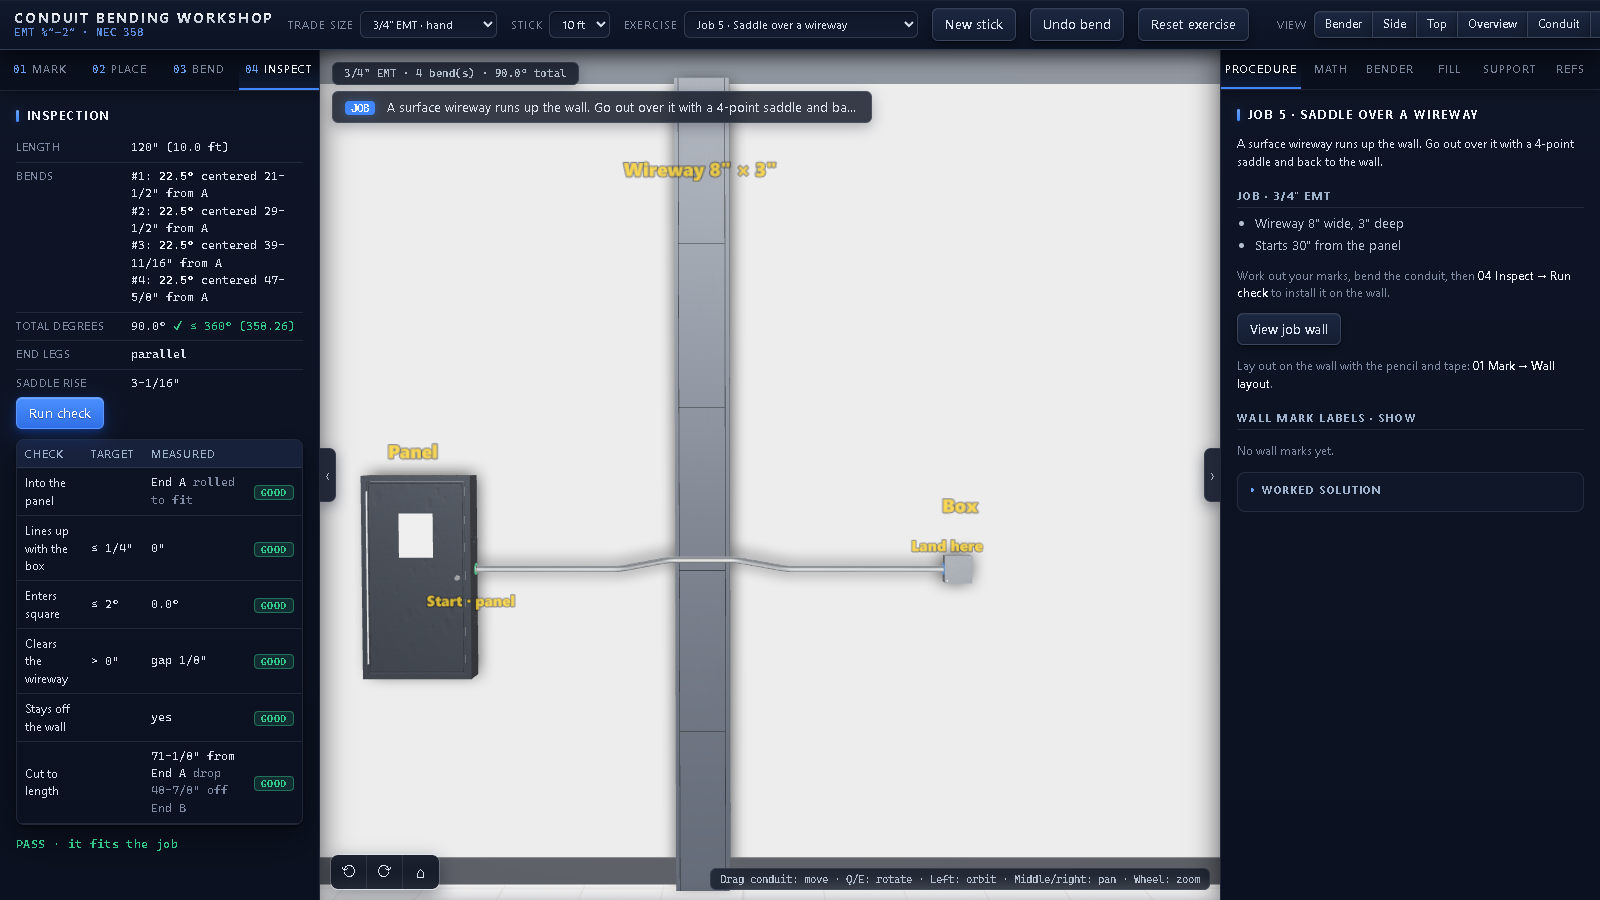 CONDUIT BENDING WORKSHOP
EMT ½"–2" · NEC 358
TRADE SIZE
3/4" EMT · hand
STICK
10 ft
EXERCISE
Job 5 · Saddle over a wireway
New stick
Undo bend
Reset exercise
VIEW
Bender
Side
Top
Overview
Conduit
01 MARK
02 PLACE
03 BEND
04 INSPECT
INSPECTION
LENGTH
120" (10.0 ft)
BENDS
#1: 22.5° centered 21-
1/2" from A
#2: 22.5° centered 29-
1/2" from A
#3: 22.5° centered 39-
11/16" from A
#4: 22.5° centered 47-
5/8" from A
TOTAL DEGREES
90.0° ✓ ≤ 360° (358.26)
END LEGS
parallel
SADDLE RISE
3-1/16"
Run check
CHECK TARGET MEASURED
Into the
panel
End A rolled
to fit
GOOD
Lines up
with the
box
≤ 1/4"
0"
GOOD
Enters
square
≤ 2°
0.0°
GOOD
Clears
the
wireway
> 0"
gap 1/8"
GOOD
Stays off
the wall
yes
GOOD
Cut to
length
71-1/8" from
End A drop
48-7/8" off
End B
GOOD
PASS · it fits the job
3/4" EMT · 4 bend(s) · 90.0° total
JOB A surface wireway runs up the wall. Go out over it with a 4-point saddle and ba...
Wireway 8" × 3"
Panel
Start · panel
Box
Land here
Drag conduit: move · Q/E: rotate · Left: orbit · Middle/right: pan · Wheel: zoom
PROCEDURE
MATH
BENDER
FILL
SUPPORT
REFS
JOB 5 · SADDLE OVER A WIREWAY
A surface wireway runs up the wall. Go out over it with a 4-point
saddle and back to the wall.
JOB · 3/4" EMT
Wireway 8" wide, 3" deep
Starts 30" from the panel
Work out your marks, bend the conduit, then 04 Inspect → Run
check to install it on the wall.
View job wall
Lay out on the wall with the pencil and tape: 01 Mark → Wall
layout.
WALL MARK LABELS · SHOW
No wall marks yet.
WORKED SOLUTION